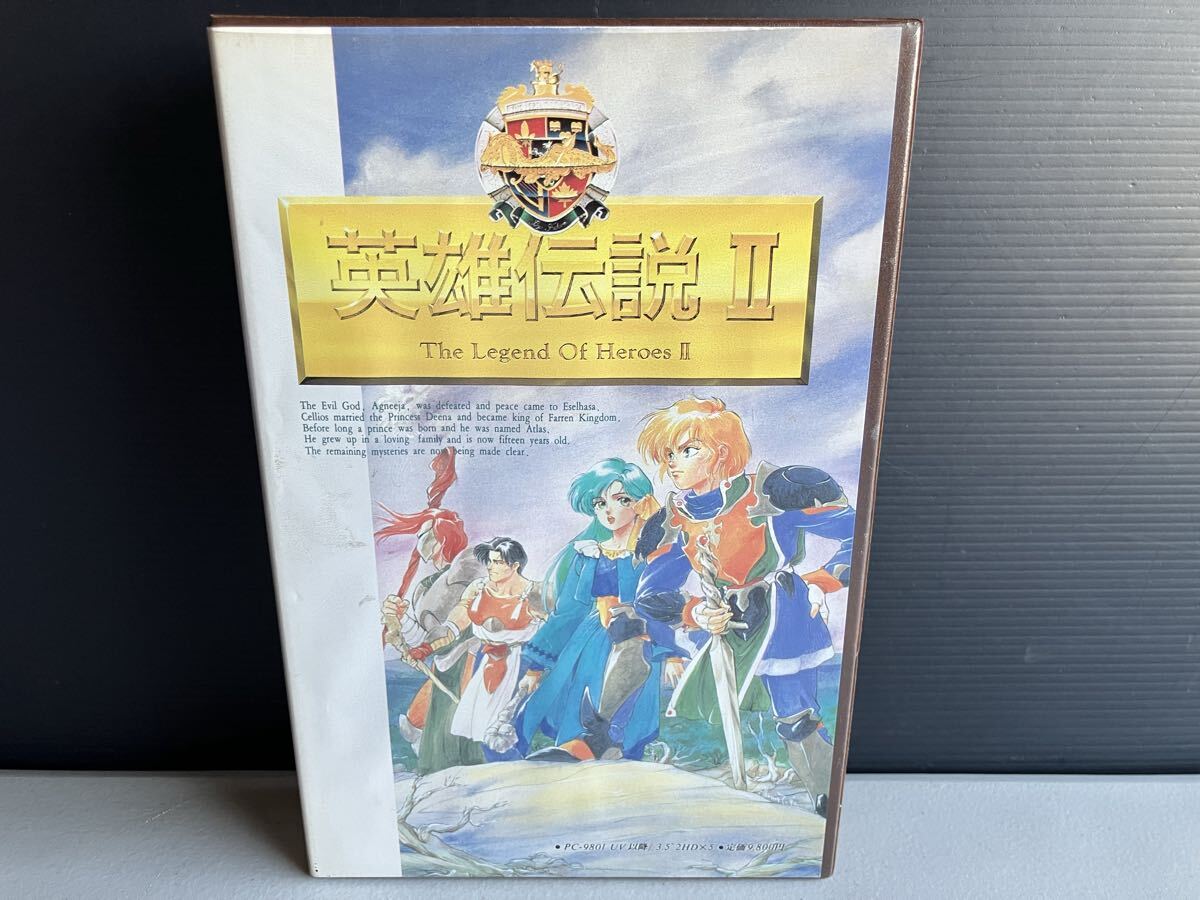 英雄伝説 II
The Legend Of Heroes II
The Evil God, Agneeja, was defeated and peace came to Eselhasa.
Cellios married the Princess Deena and became king of Farren Kingdom.
Before long a prince was born and he was named Atlas.
He grew up in a loving family and is now fifteen years old.
The remaining mysteries are now being made clear.
● PC-9801 UV以降/3.5"2HD×5 ● 定価9,800円